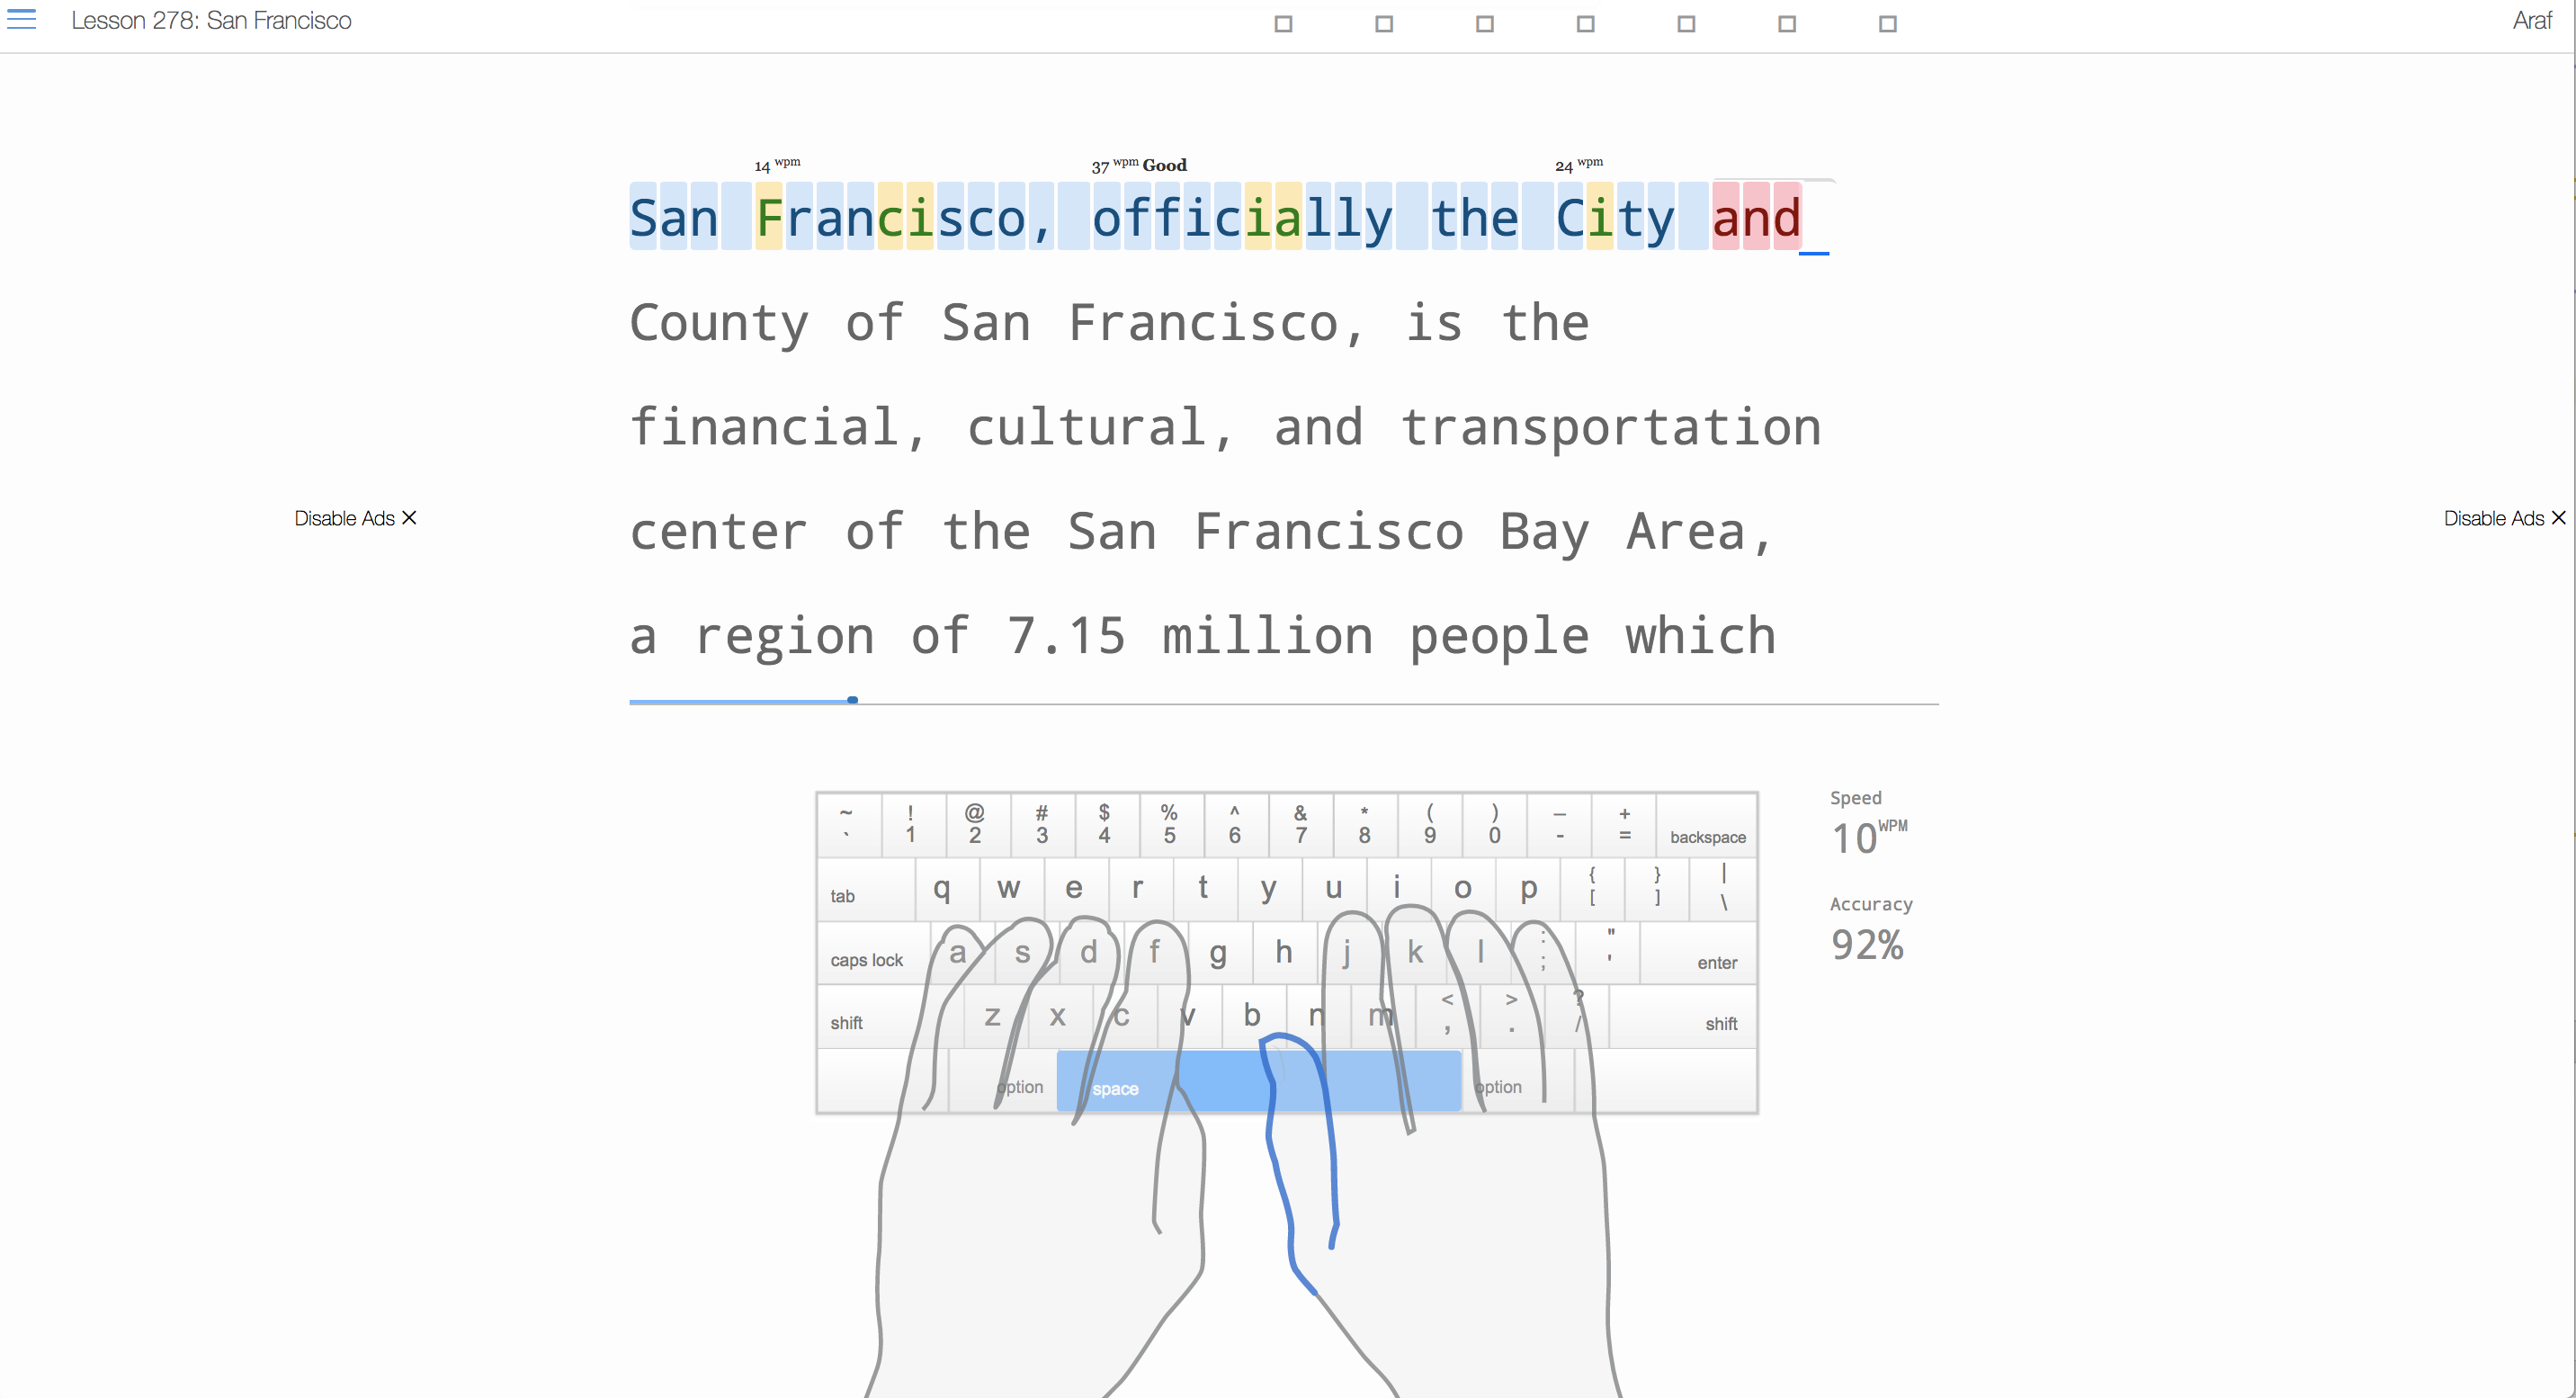 Lesson 278: San Francisco
Araf
14 wpm
37 wpm Good
24 wpm
San Francisco, officially the City and
County of San Francisco, is the
financial, cultural, and transportation
center of the San Francisco Bay Area,
a region of 7.15 million people which
Disable Ads ×
Disable Ads ×
~ ! @ # $ % ^ & * ( ) – +
` 1 2 3 4 5 6 7 8 9 0 - = backspace
tab q w e r t y u i o p { [ } ] | \
caps lock a s d f g h j k l : ; " ' enter
shift z x c v b n m < , > . ? / shift
option space option
Speed
10 WPM
Accuracy
92%